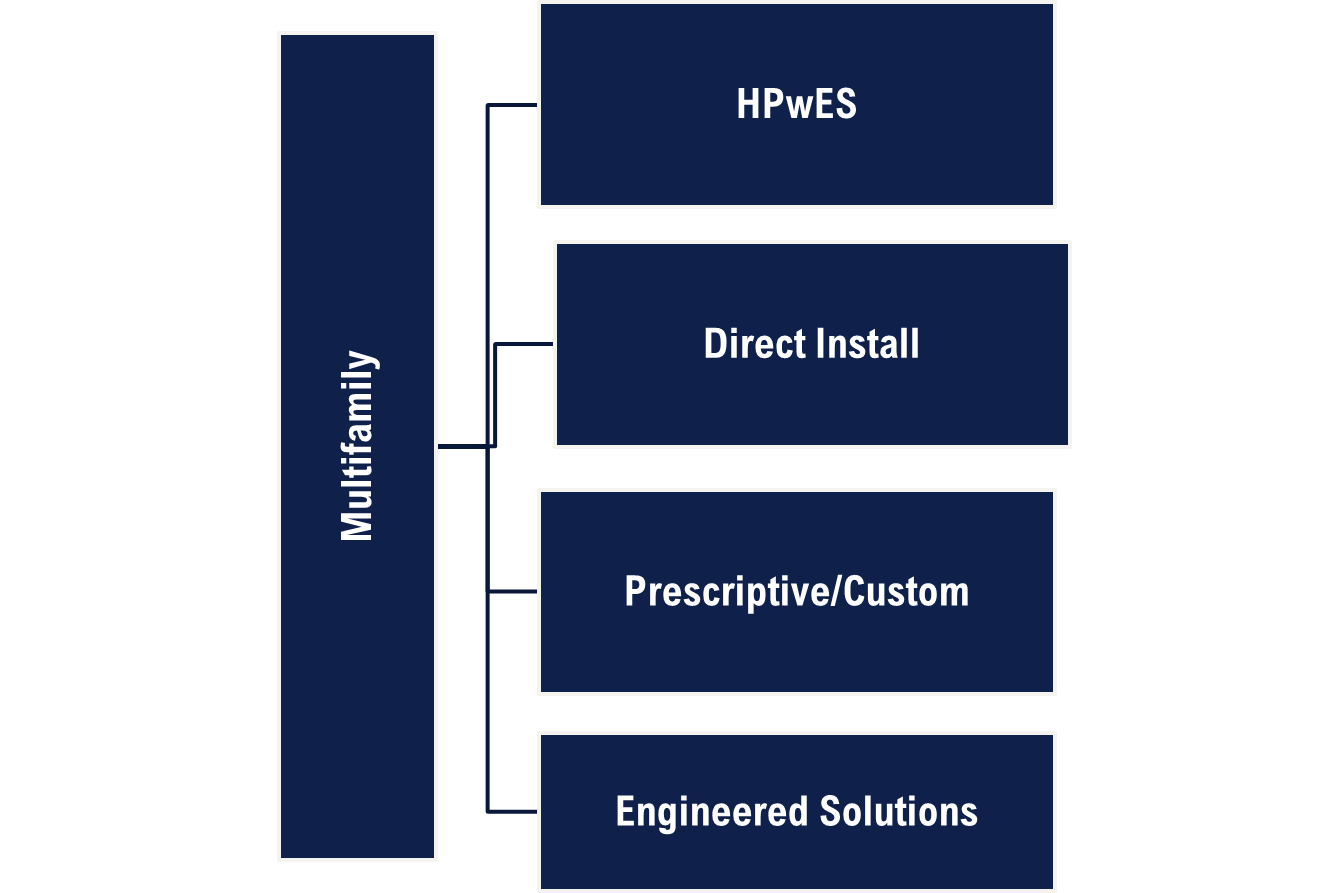 Multifamily
HPwES
Direct Install
Prescriptive/Custom
Engineered Solutions